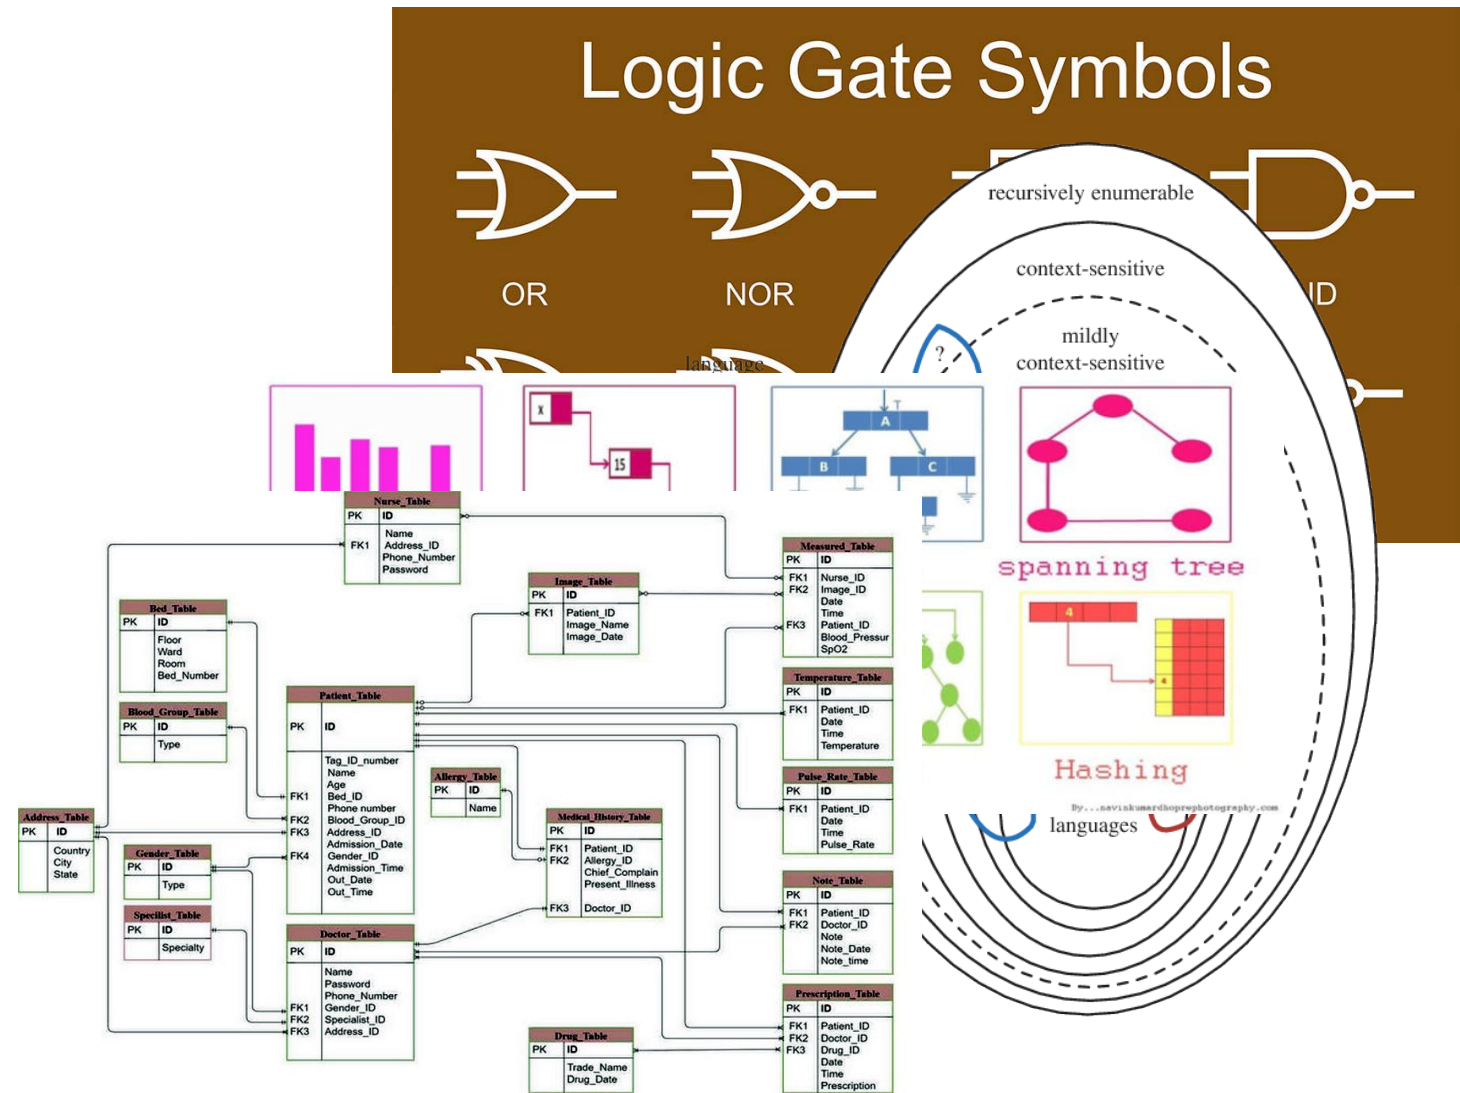 Logic Gate Symbols
recursively enumerable
context-sensitive
OR
NOR
ID
mildly
context-sensitive
?
language
x
15
T
A
B
C
spanning tree
4
4
Hashing
By...navinkumardhoprephotography.com
languages
Nurse_Table
PK ID
Name
FK1 Address_ID
Phone_Number
Password
Measured_Table
PK ID
FK1 Nurse_ID
FK2 Image_ID
Date
Time
FK3 Patient_ID
Blood_Pressur
SpO2
Image_Table
PK ID
FK1 Patient_ID
Image_Name
Image_Date
Bed_Table
PK ID
Floor
Ward
Room
Bed_Number
Blood_Group_Table
PK ID
Type
Patient_Table
PK ID
Tag_ID_number
Name
Age
FK1 Bed_ID
Phone number
FK2 Blood_Group_ID
FK3 Address_ID
Admission_Date
FK4 Gender_ID
Admission_Time
Out_Date
Out_Time
Temperature_Table
PK ID
FK1 Patient_ID
Date
Time
Temperature
Allergy_Table
PK ID
Name
Pulse_Rate_Table
PK ID
FK1 Patient_ID
Date
Time
Pulse_Rate
Address_Table
PK ID
Country
City
State
Medical_History_Table
PK ID
FK1 Patient_ID
FK2 Allergy_ID
Chief_Complain
Present_Illness
FK3 Doctor_ID
Gender_Table
PK ID
Type
Specilist_Table
PK ID
Specialty
Doctor_Table
PK ID
Name
Password
Phone_Number
FK1 Gender_ID
FK2 Specialist_ID
FK3 Address_ID
Note_Table
PK ID
FK1 Patient_ID
FK2 Doctor_ID
Note
Note_Date
Note_time
Prescription_Table
PK ID
FK1 Patient_ID
FK2 Doctor_ID
FK3 Drug_ID
Date
Time
Prescription
Drug_Table
PK ID
Trade_Name
Drug_Date